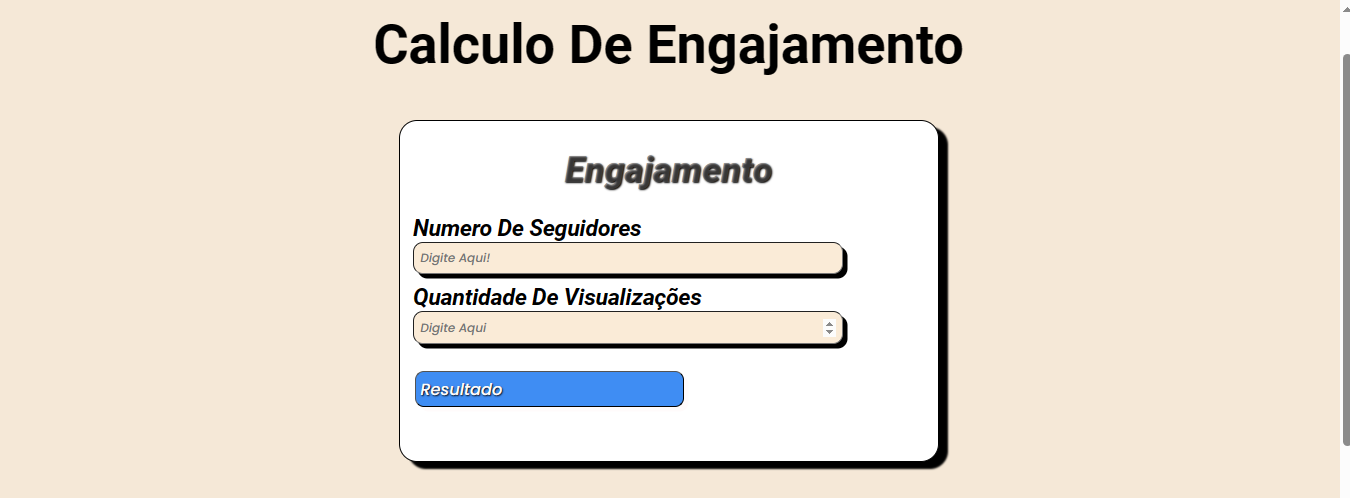 Calculo De Engajamento
Engajamento
Numero De Seguidores
Digite Aqui!
Quantidade De Visualizações
Digite Aqui
Resultado